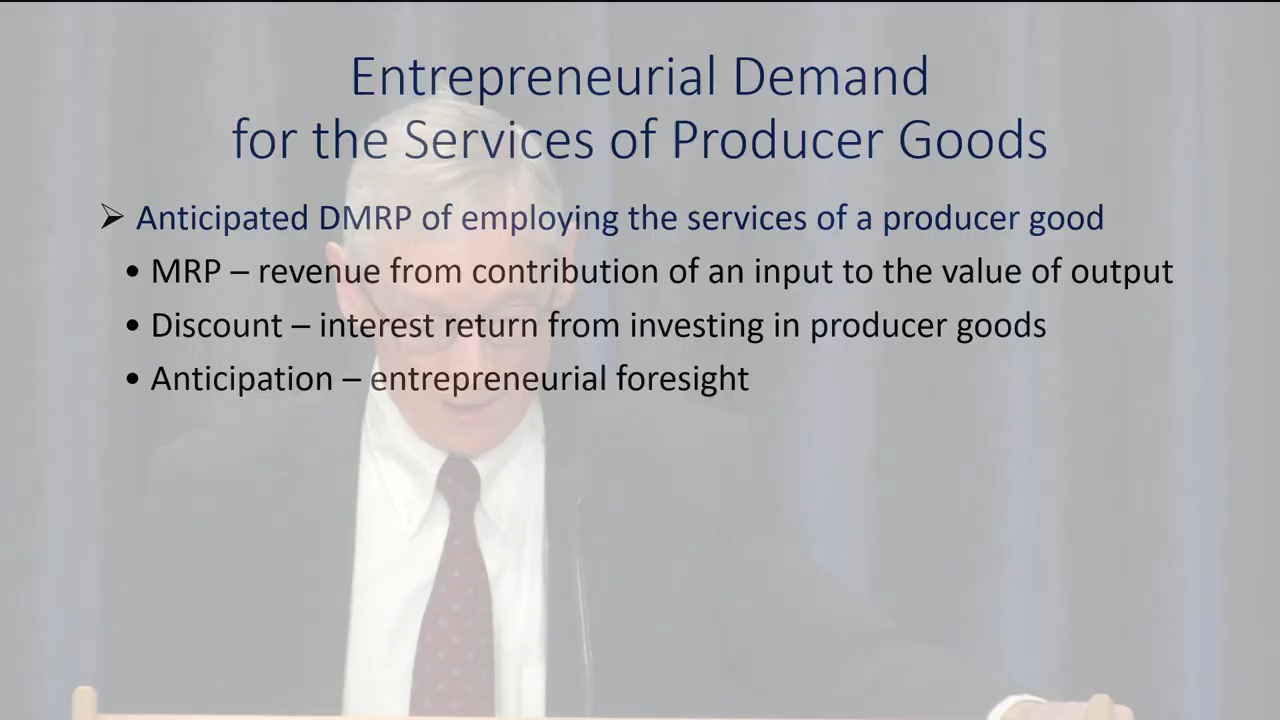 Entrepreneurial Demand
for the Services of Producer Goods
➢ Anticipated DMRP of employing the services of a producer good
• MRP – revenue from contribution of an input to the value of output
• Discount – interest return from investing in producer goods
• Anticipation – entrepreneurial foresight